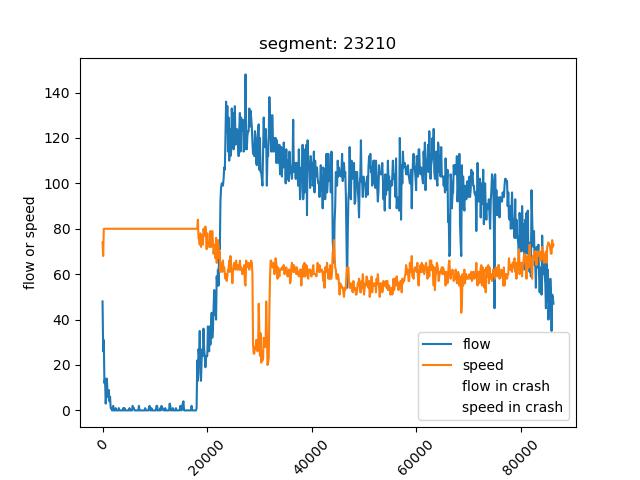 segment: 23210
flow or speed
140
120
100
80
60
40
20
0
0
20000
40000
60000
80000
flow
speed
flow in crash
speed in crash